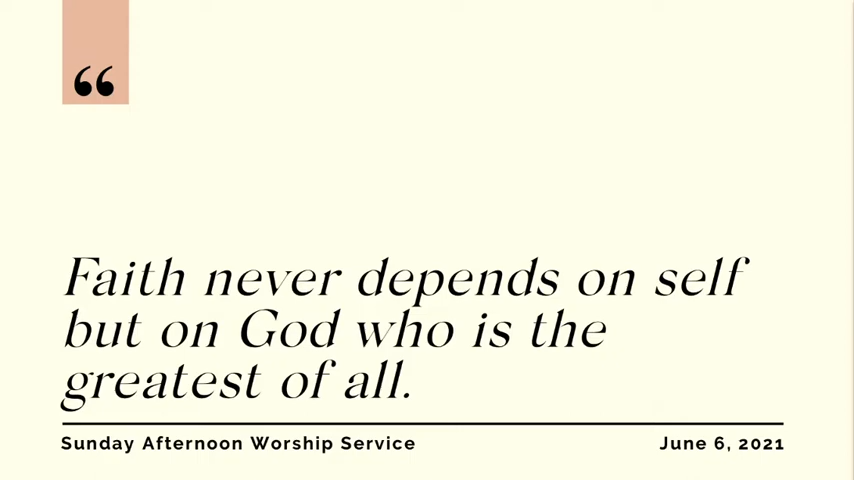 “
Faith never depends on self
but on God who is the
greatest of all.
Sunday Afternoon Worship Service
June 6, 2021